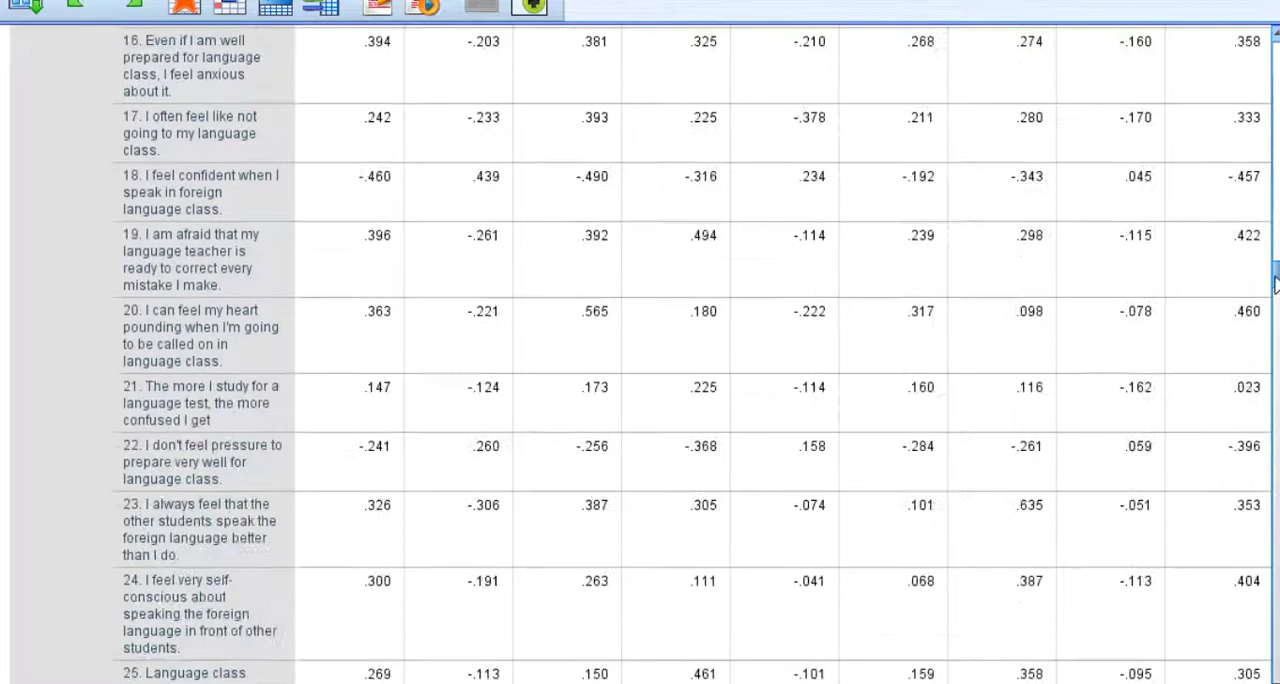 16. Even if I am well .394 -.203 .381 .325 -.210 .268 .274 -.160 .358
prepared for language
class, I feel anxious
about it.
17. I often feel like not .242 -.233 .393 .225 -.378 .211 .280 -.170 .333
going to my language
class.
18. I feel confident when I -.460 .439 -.490 -.316 .234 -.192 -.343 .045 -.457
speak in foreign
language class.
19. I am afraid that my .396 -.261 .392 .494 -.114 .239 .298 -.115 .422
language teacher is
ready to correct every
mistake I make.
20. I can feel my heart .363 -.221 .565 .180 -.222 .317 .098 -.078 .460
pounding when I'm going
to be called on in
language class.
21. The more I study for a .147 -.124 .173 .225 -.114 .160 .116 -.162 .023
language test, the more
confused I get
22. I don't feel pressure to -.241 .260 -.256 -.368 .158 -.284 -.261 .059 -.396
prepare very well for
language class.
23. I always feel that the .326 -.306 .387 .305 -.074 .101 .635 -.051 .353
other students speak the
foreign language better
than I do.
24. I feel very self- .300 -.191 .263 .111 -.041 .068 .387 -.113 .404
conscious about
speaking the foreign
language in front of other
students.
25. Language class .269 -.113 .150 .461 -.101 .159 .358 -.095 .305